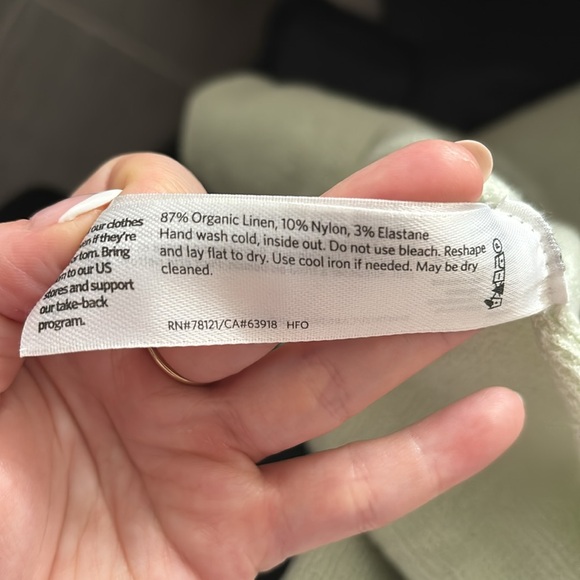 our clothes
if they're
torn. Bring
to our US
stores and support
our take-back
program.
87% Organic Linen, 10% Nylon, 3% Elastane
Hand wash cold, inside out. Do not use bleach. Reshape
and lay flat to dry. Use cool iron if needed. May be dry
cleaned.
RN#78121/CA#63918 HFO